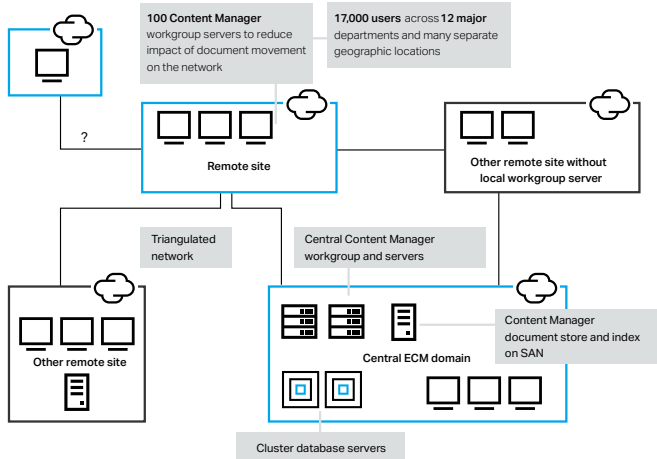 100 Content Manager
workgroup servers to reduce
impact of document movement
on the network
17,000 users across 12 major
departments and many separate
geographic locations
?
Remote site
Other remote site without
local workgroup server
Triangulated
network
Central Content Manager
workgroup and servers
Other remote site
Content Manager
document store and index
on SAN
Central ECM domain
Cluster database servers